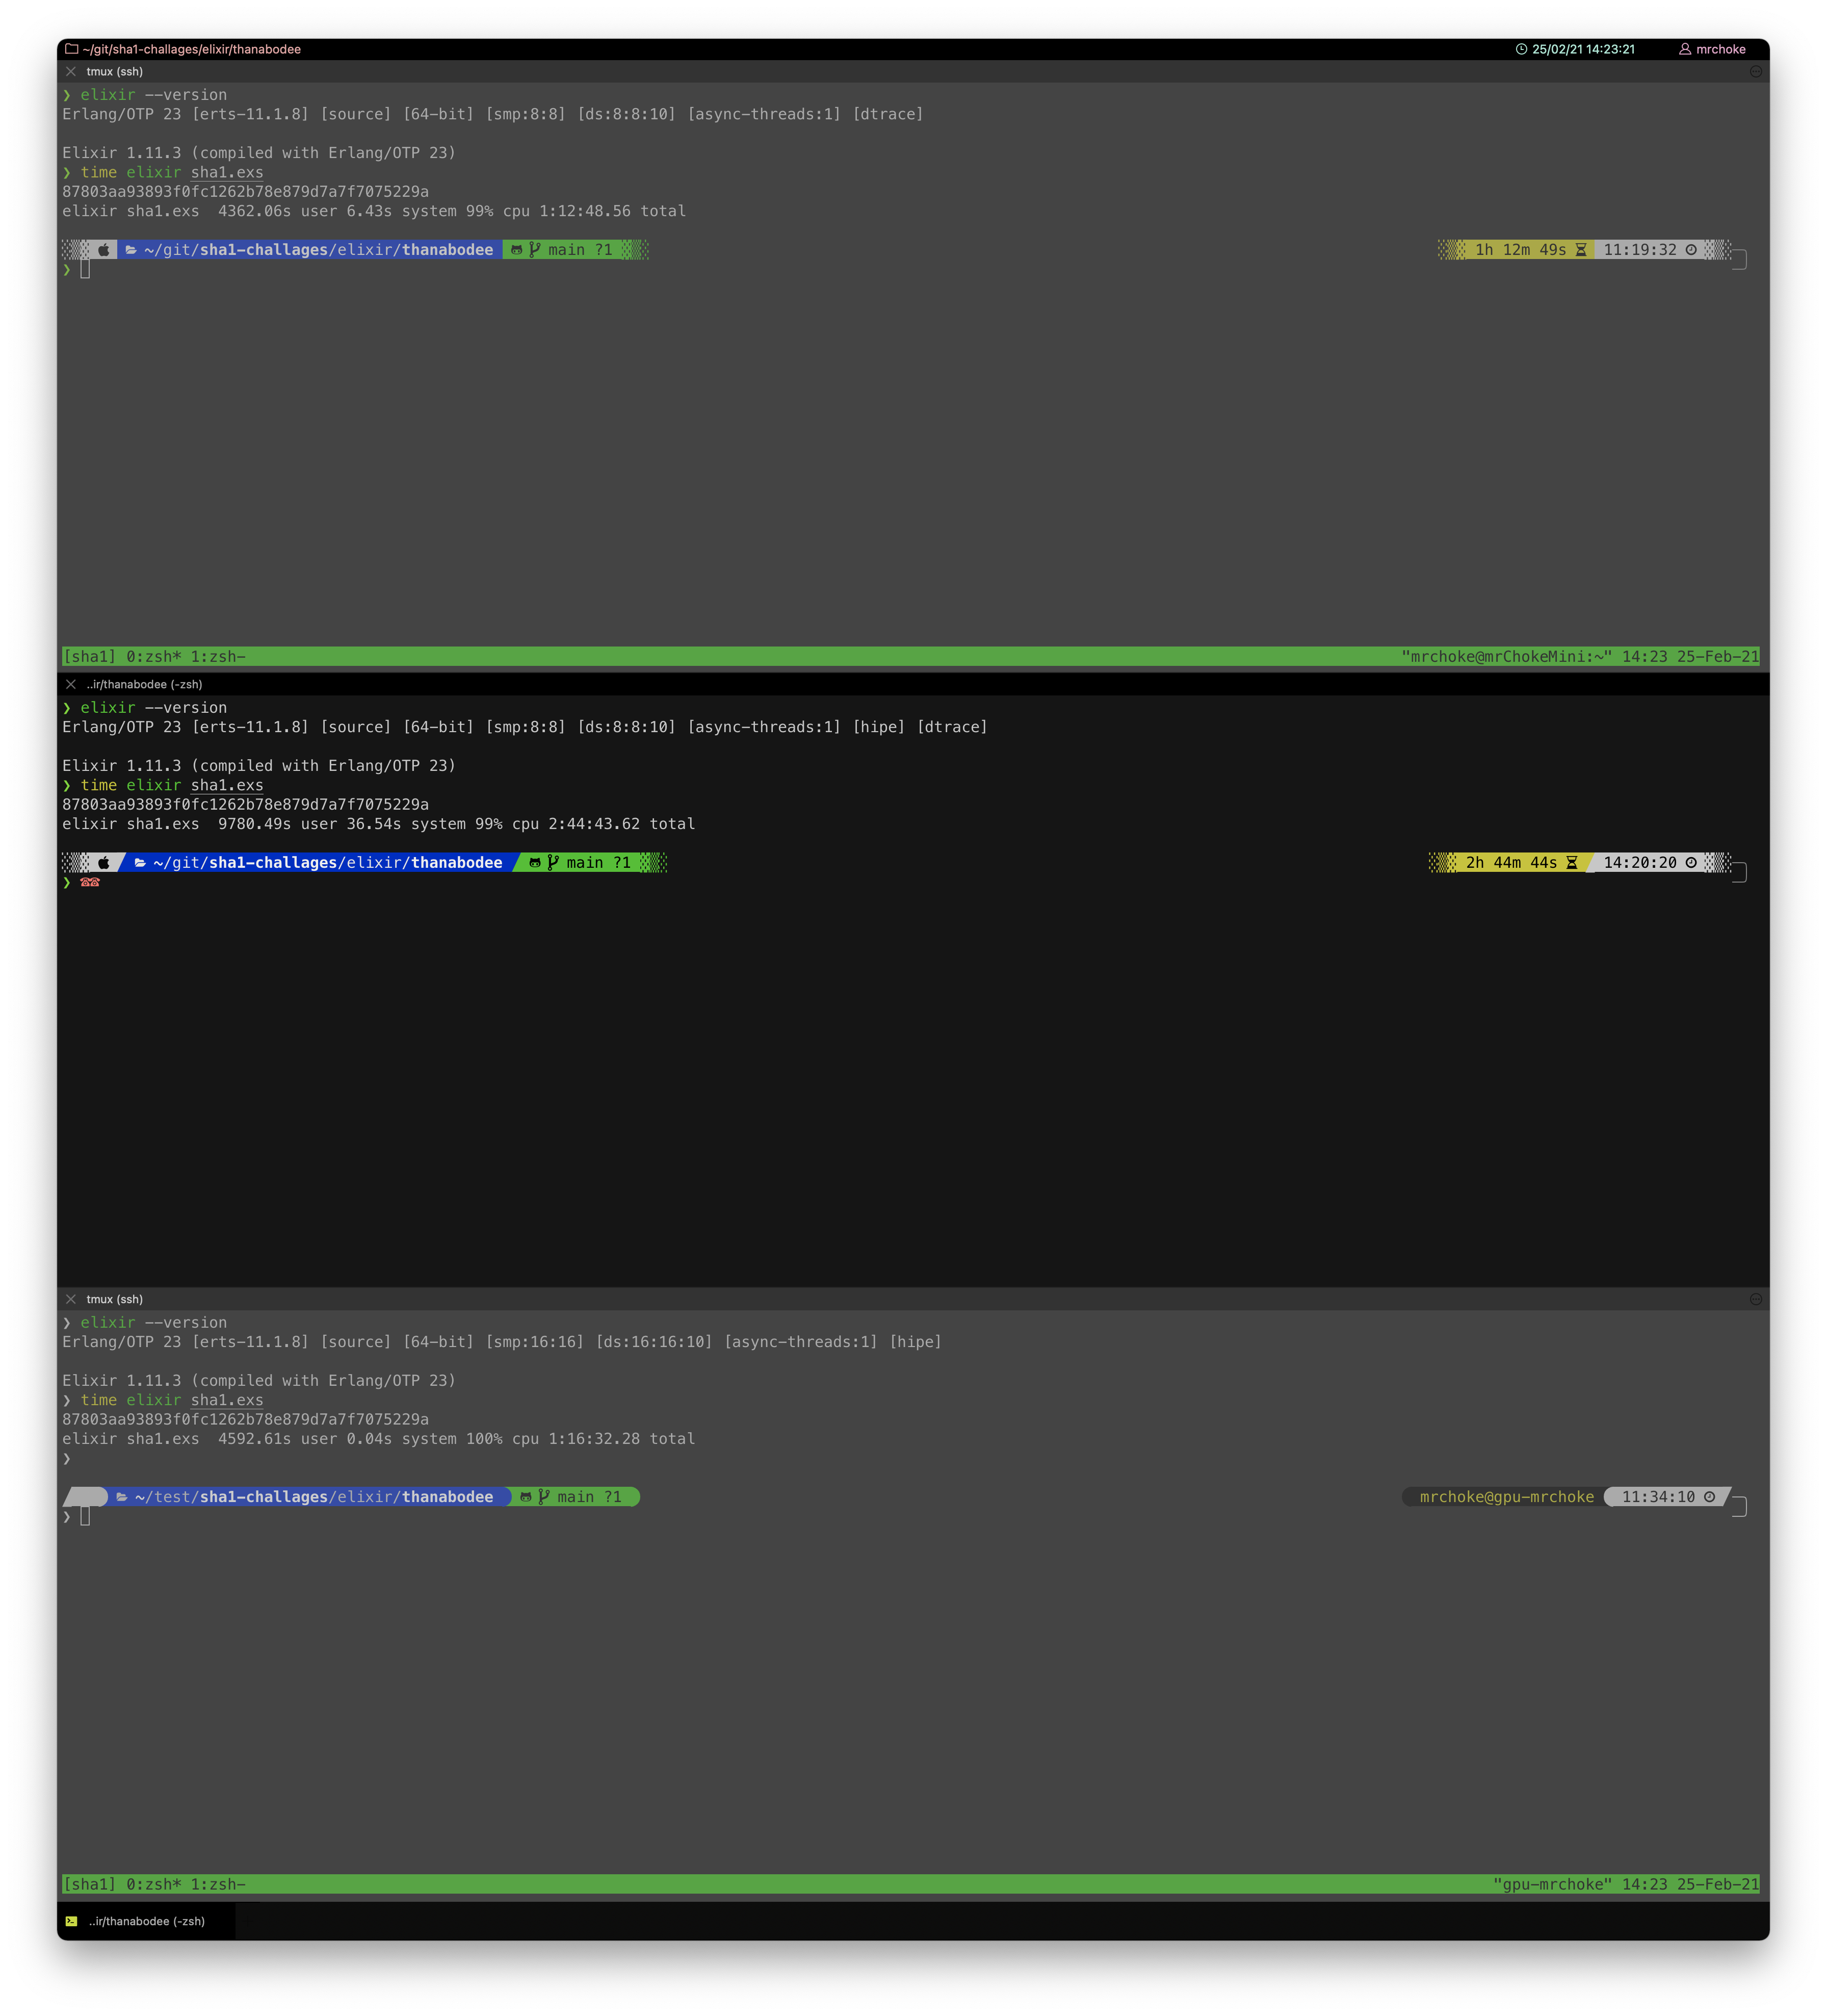 ~/git/sha1-challages/elixir/thanabodee 25/02/21 14:23:21 mrchoke
tmux (ssh)
❯ elixir --version
Erlang/OTP 23 [erts-11.1.8] [source] [64-bit] [smp:8:8] [ds:8:8:10] [async-threads:1] [dtrace]
Elixir 1.11.3 (compiled with Erlang/OTP 23)
❯ time elixir sha1.exs
87803aa93893f0fc1262b78e879d7a7f7075229a
elixir sha1.exs  4362.06s user 6.43s system 99% cpu 1:12:48.56 total
~/git/sha1-challages/elixir/thanabodee main ?1 1h 12m 49s 11:19:32
❯
[sha1] 0:zsh* 1:zsh- "mrchoke@mrChokeMini:~" 14:23 25-Feb-21
..ir/thanabodee (-zsh)
❯ elixir --version
Erlang/OTP 23 [erts-11.1.8] [source] [64-bit] [smp:8:8] [ds:8:8:10] [async-threads:1] [hipe] [dtrace]
Elixir 1.11.3 (compiled with Erlang/OTP 23)
❯ time elixir sha1.exs
87803aa93893f0fc1262b78e879d7a7f7075229a
elixir sha1.exs  9780.49s user 36.54s system 99% cpu 2:44:43.62 total
~/git/sha1-challages/elixir/thanabodee main ?1 2h 44m 44s 14:20:20
❯
tmux (ssh)
❯ elixir --version
Erlang/OTP 23 [erts-11.1.8] [source] [64-bit] [smp:16:16] [ds:16:16:10] [async-threads:1] [hipe]
Elixir 1.11.3 (compiled with Erlang/OTP 23)
❯ time elixir sha1.exs
87803aa93893f0fc1262b78e879d7a7f7075229a
elixir sha1.exs  4592.61s user 0.04s system 100% cpu 1:16:32.28 total
❯
~/test/sha1-challages/elixir/thanabodee main ?1 mrchoke@gpu-mrchoke 11:34:10
❯
[sha1] 0:zsh* 1:zsh- "gpu-mrchoke" 14:23 25-Feb-21
..ir/thanabodee (-zsh)